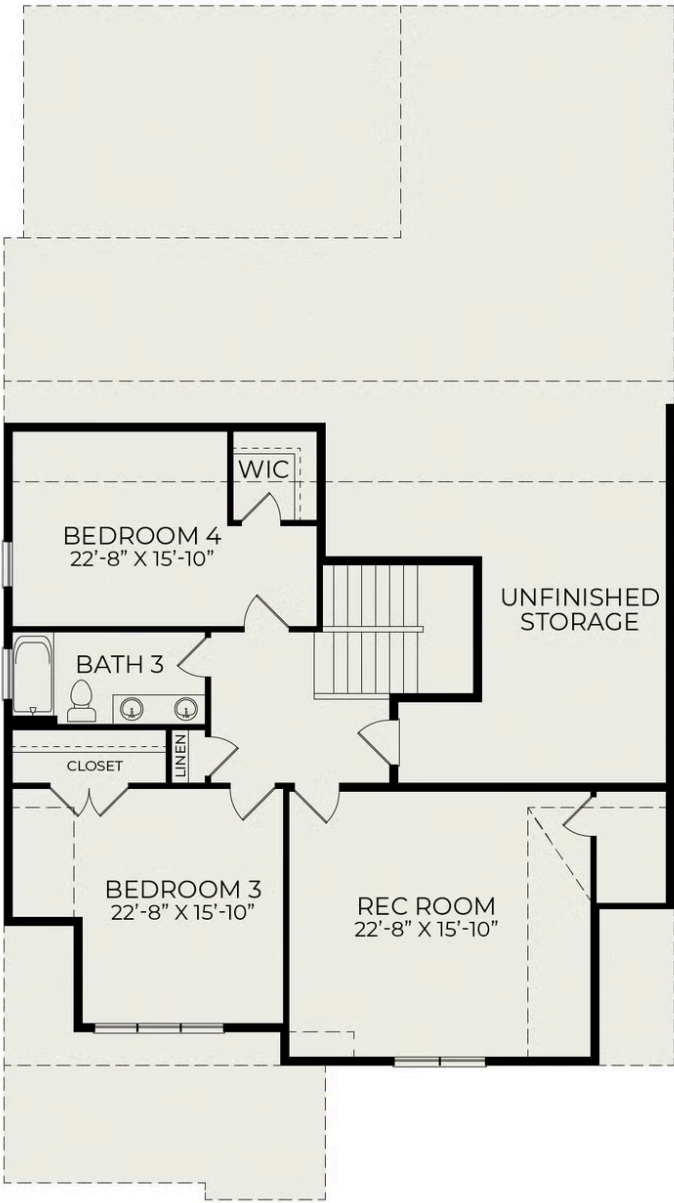 WIC
BEDROOM 4
22’-8” X 15’-10”
UNFINISHED
STORAGE
BATH 3
LINEN
CLOSET
BEDROOM 3
22’-8” X 15’-10”
REC ROOM
22’-8” X 15’-10”